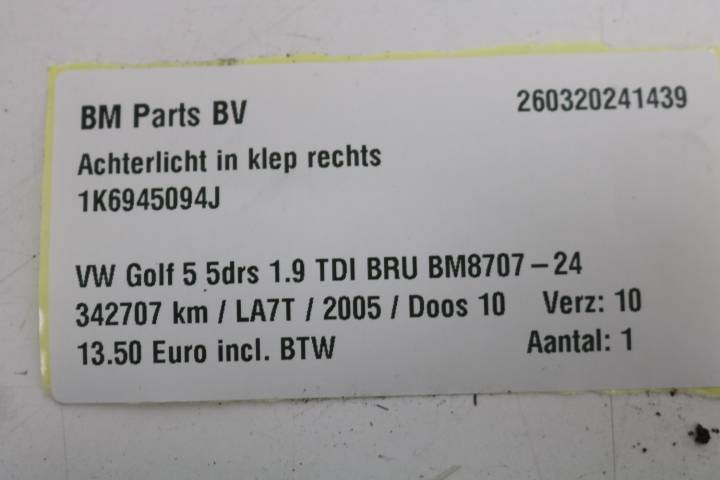 BM Parts BV 260320241439
Achterlicht in klep rechts
1K6945094J
VW Golf 5 5drs 1.9 TDI BRU BM8707-24
342707 km / LA7T / 2005 / Doos 10 Verz: 10
13.50 Euro incl. BTW Aantal: 1